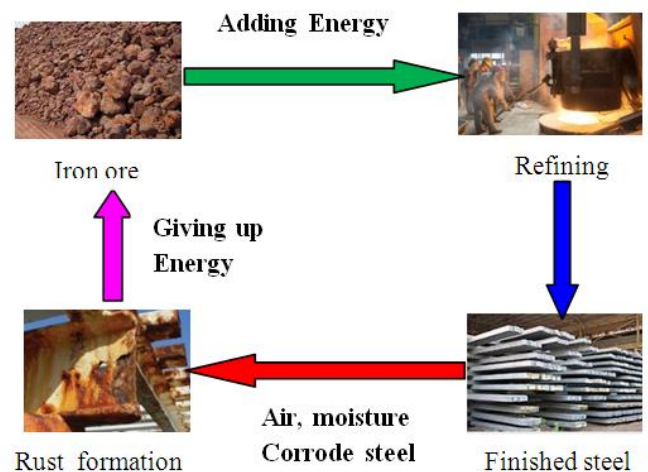 Adding Energy
Iron ore
Refining
Giving up
Energy
Air, moisture
Corrode steel
Rust formation
Finished steel